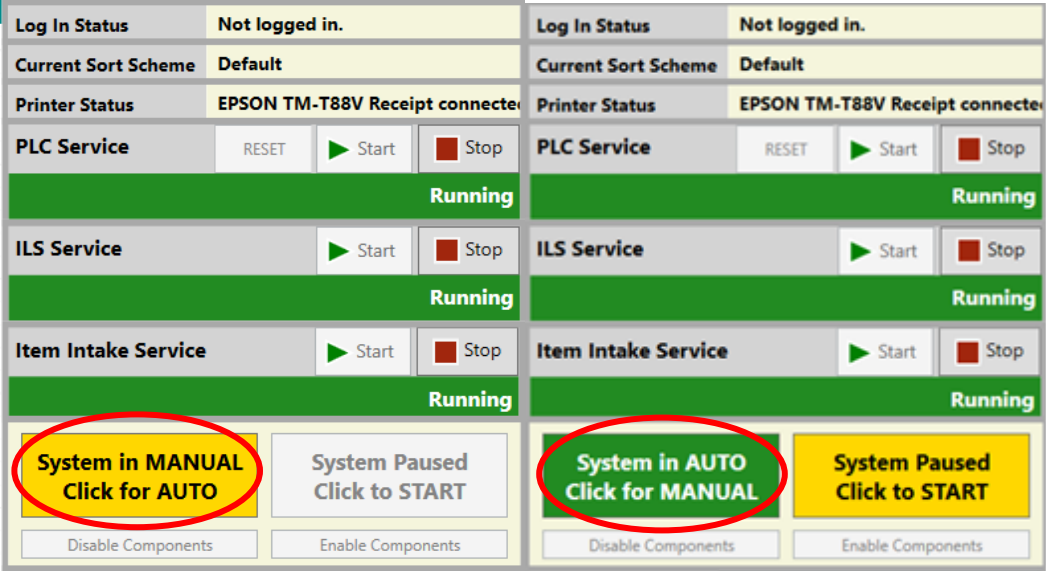 Log In Status Not logged in.
Current Sort Scheme Default
Printer Status EPSON TM-T88V Receipt connected
PLC Service RESET Start Stop
Running
ILS Service Start Stop
Running
Item Intake Service Start Stop
Running
System in MANUAL
Click for AUTO
System Paused
Click to START
Disable Components Enable Components
Log In Status Not logged in.
Current Sort Scheme Default
Printer Status EPSON TM-T88V Receipt connecte
PLC Service RESET Start Stop
Running
ILS Service Start Stop
Running
Item Intake Service Start Stop
Running
System in AUTO
Click for MANUAL
System Paused
Click to START
Disable Components Enable Components